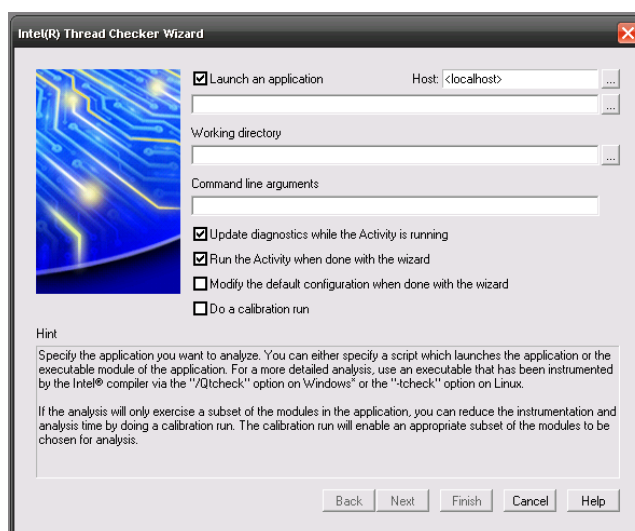 Intel(R) Thread Checker Wizard
Launch an application Host: <localhost> ...
...
Working directory
...
Command line arguments
Update diagnostics while the Activity is running
Run the Activity when done with the wizard
Modify the default configuration when done with the wizard
Do a calibration run
Hint
Specify the application you want to analyze. You can either specify a script which launches the application or the
executable module of the application. For a more detailed analysis, use an executable that has been instrumented
by the Intel® compiler via the "/Qtcheck" option on Windows* or the "-tcheck" option on Linux.
If the analysis will only exercise a subset of the modules in the application, you can reduce the instrumentation and
analysis time by doing a calibration run. The calibration run will enable an appropriate subset of the modules to be
chosen for analysis.
Back Next Finish Cancel Help